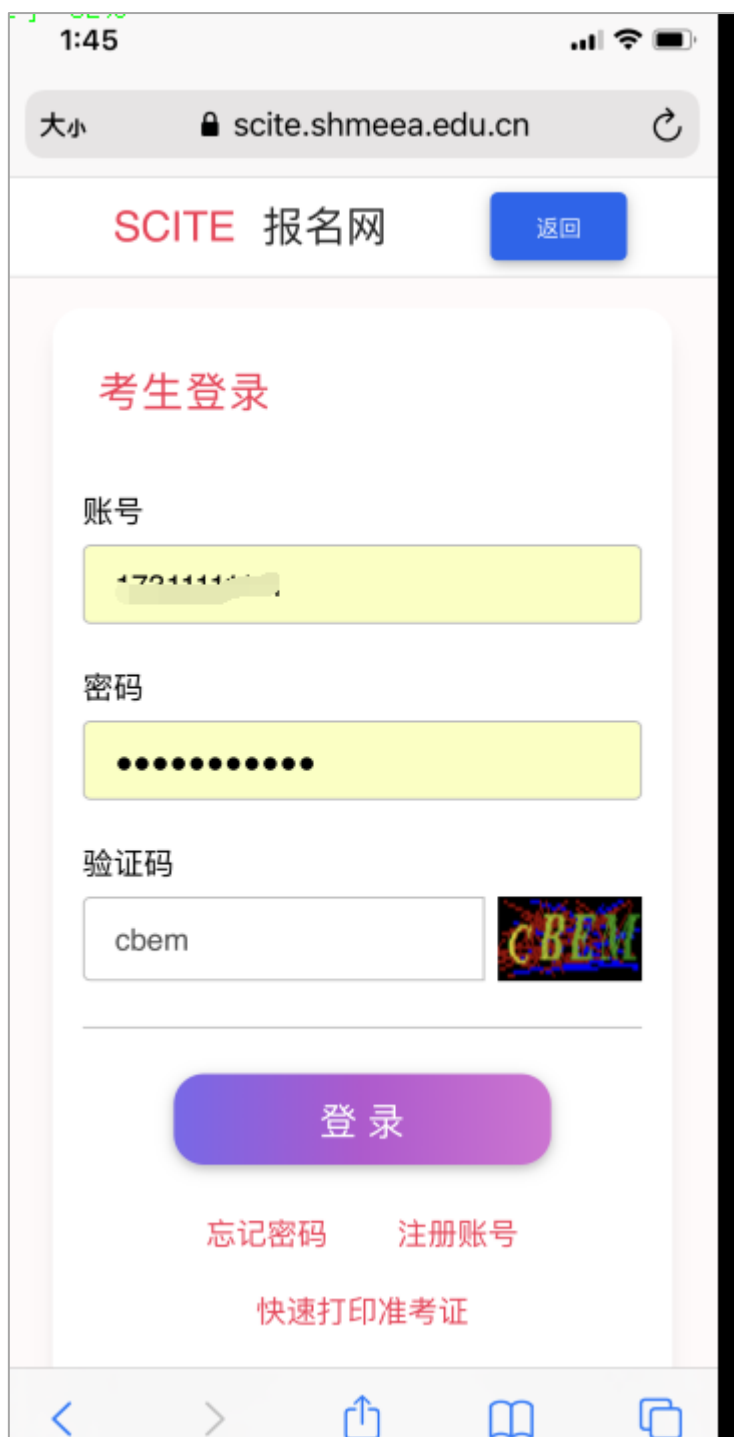 1:45
大小 scite.shmeea.edu.cn
SCITE 报名网 返回
考生登录
账号
密码
•••••••••••
验证码
cbem cBEM
登 录
忘记密码 注册账号
快速打印准考证